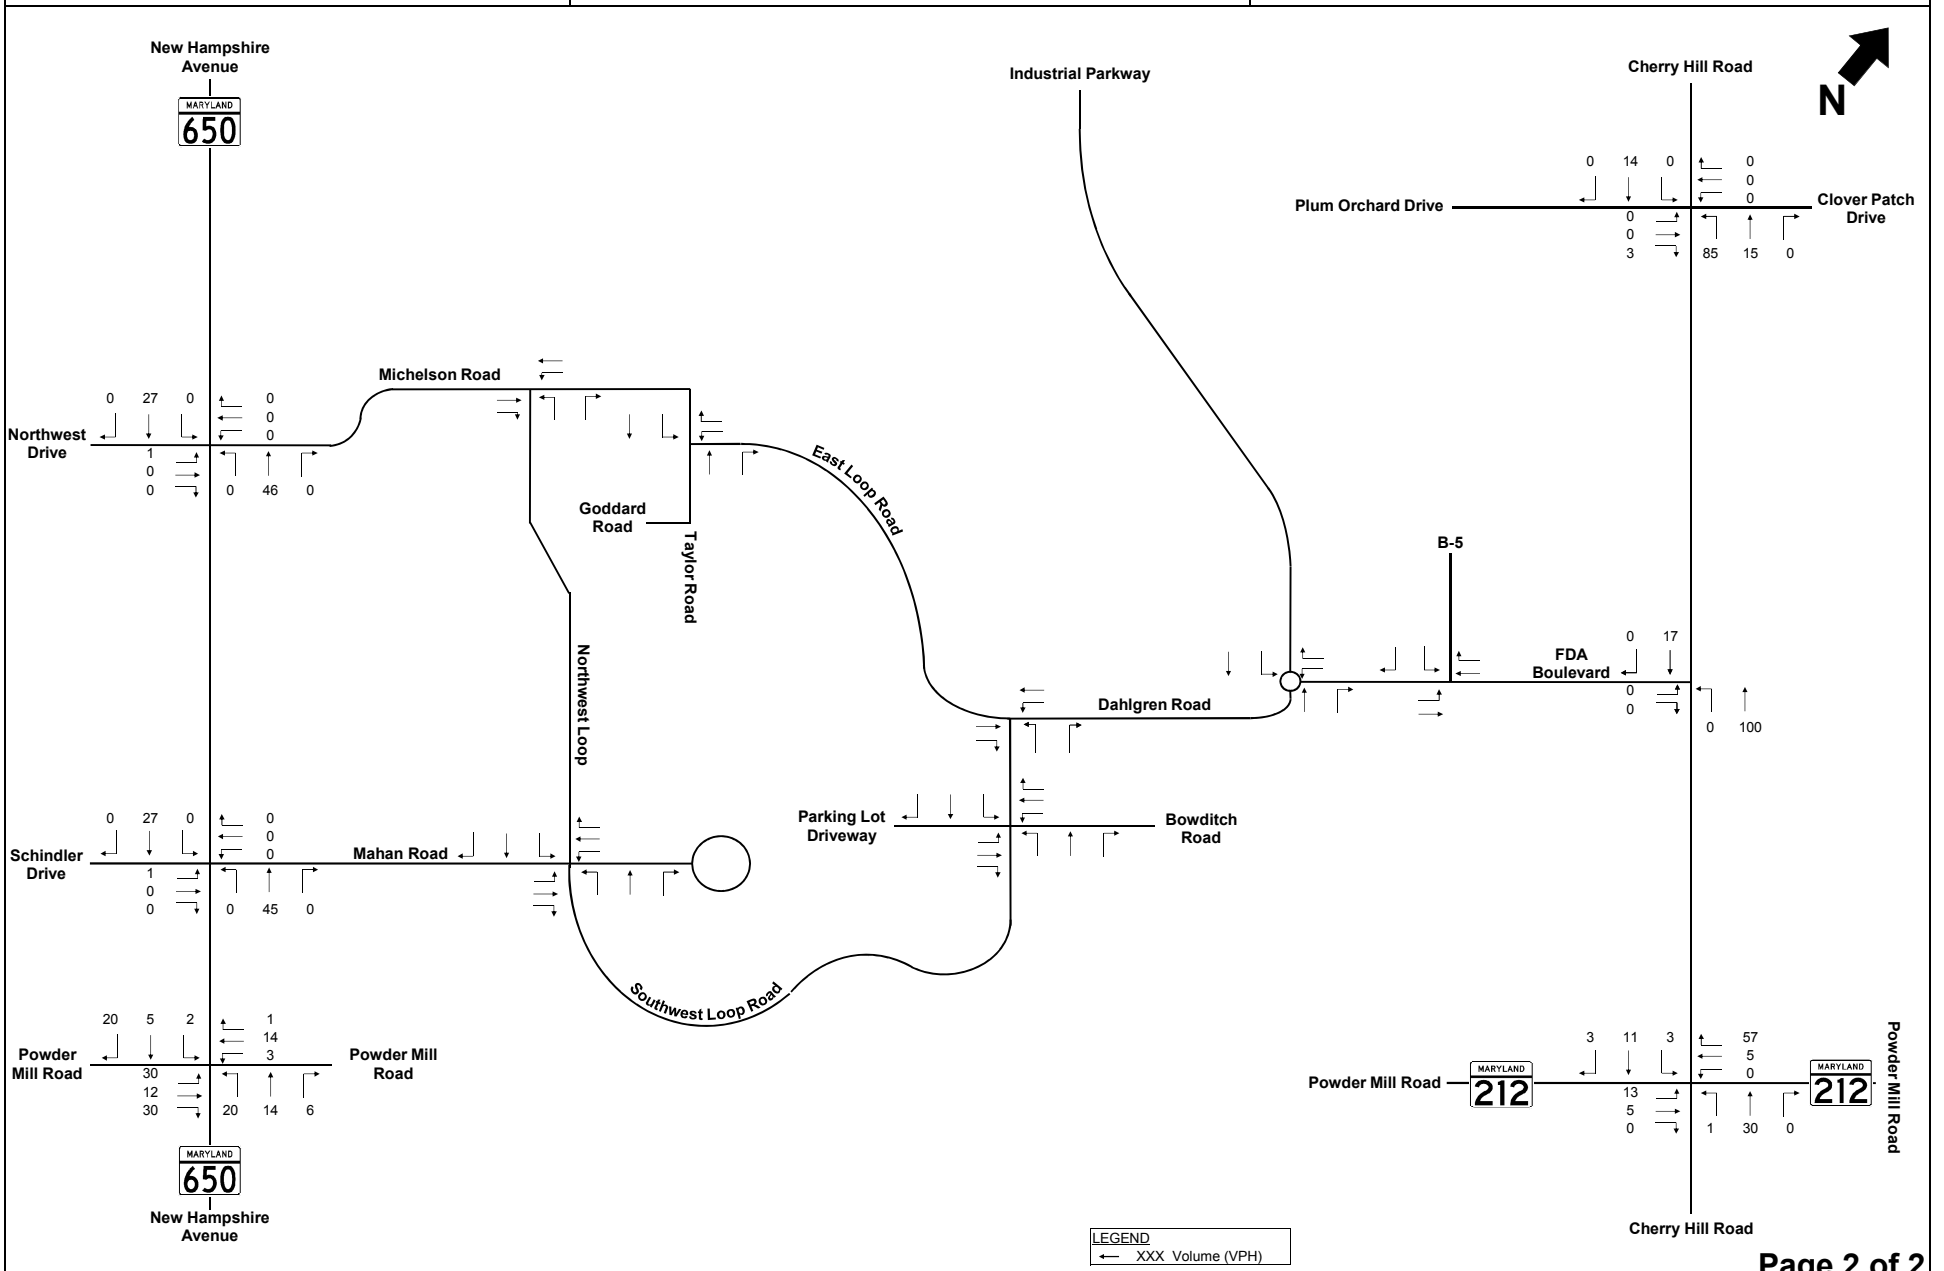 New Hampshire
Avenue
MARYLAND
650
Industrial Parkway
Cherry Hill Road
N
0 14 0
0
0
0
Plum Orchard Drive
Clover Patch
Drive
0
0
3
85 15 0
Michelson Road
0 27 0
0
0
0
Northwest
Drive
1
0
0
0 46 0
East Loop Road
Goddard
Road
Taylor Road
B-5
Northwest Loop
FDA
Boulevard
0 17
0
0
0 100
Dahlgren Road
Parking Lot
Driveway
Bowditch
Road
0 27 0
0
0
0
Schindler
Drive
Mahan Road
1
0
0
0 45 0
Southwest Loop Road
20 5 2
1
14
3
Powder
Mill Road
Powder Mill
Road
30
12
30
20 14 6
3 11 3
57
5
0
Powder Mill Road
MARYLAND
212
MARYLAND
212
Powder Mill Road
13
5
0
1 30 0
MARYLAND
650
New Hampshire
Avenue
Cherry Hill Road
LEGEND
XXX Volume (VPH)
Page 2 of 2